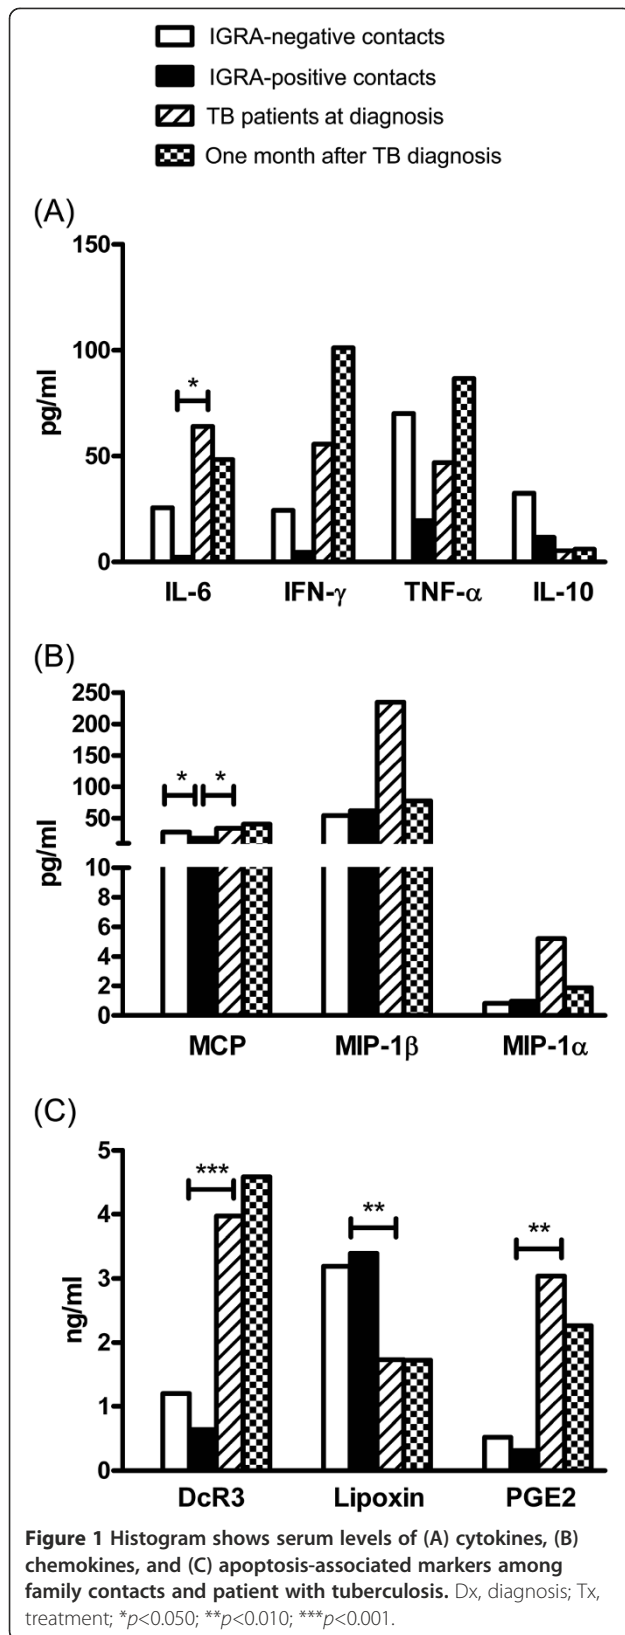 IGRA-negative contacts
IGRA-positive contacts
TB patients at diagnosis
One month after TB diagnosis
(A)
150
100
50
0
pg/ml
*
IL-6
IFN-γ
TNF-α
IL-10
(B)
250
200
150
100
50
10
8
6
4
2
0
pg/ml
*
*
MCP
MIP-1β
MIP-1α
(C)
5
4
3
2
1
0
ng/ml
***
**
**
DcR3
Lipoxin
PGE2
Figure 1 Histogram shows serum levels of (A) cytokines, (B)
chemokines, and (C) apoptosis-associated markers among
family contacts and patient with tuberculosis. Dx, diagnosis; Tx,
treatment; *p<0.050; **p<0.010; ***p<0.001.